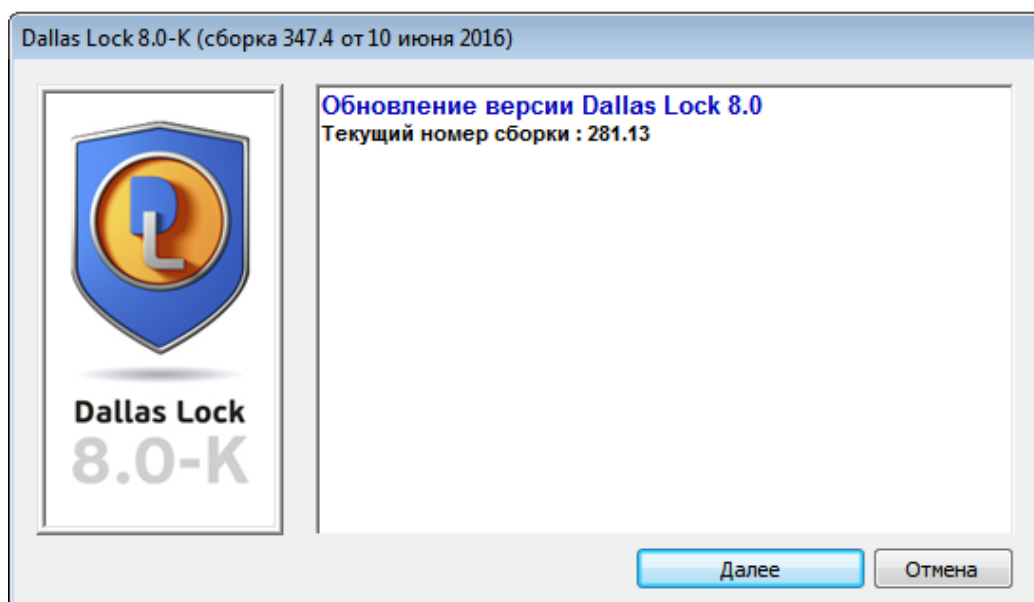 Dallas Lock 8.0-K (сборка 347.4 от 10 июня 2016)
Обновление версии Dallas Lock 8.0
Текущий номер сборки : 281.13
DL
Dallas Lock
8.0-K
Далее
Отмена